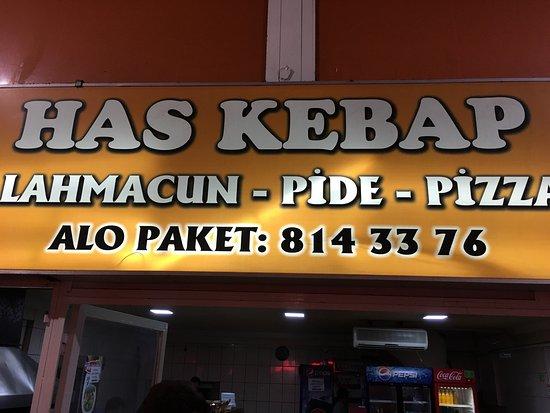 HAS KEBAP
LAHMACUN - PİDE - PİZZA
ALO PAKET: 814 33 76
PEPSI
Coca-Cola